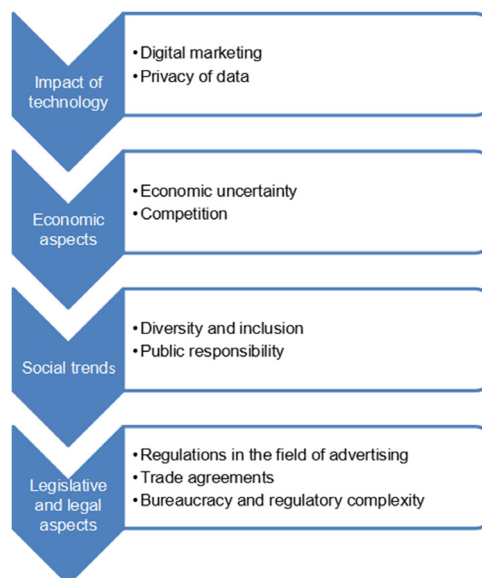 Impact of
technology
•Digital marketing
•Privacy of data
Economic
aspects
•Economic uncertainty
•Competition
Social trends
•Diversity and inclusion
•Public responsibility
Legislative
and legal
aspects
•Regulations in the field of advertising
•Trade agreements
•Bureaucracy and regulatory complexity